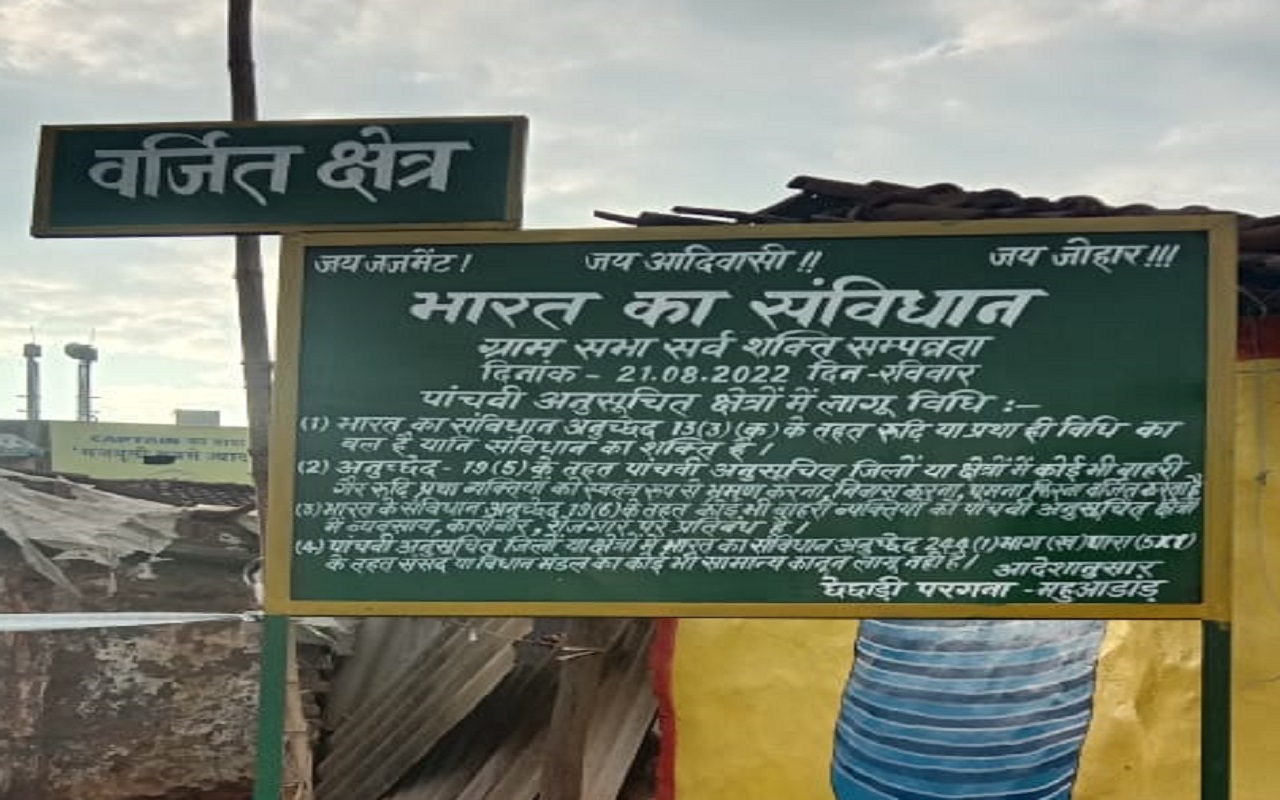 वर्जित क्षेत्र
जय जजमेंट! जय आदिवासी!! जय जोहार!!!
भारत का संविधान
ग्राम सभा सर्व शक्ति सम्पन्नता
दिनांक - 21.08.2022 दिन-रविवार
पांचवी अनुसूचित क्षेत्रों में लागू विधि :-
(1) भारत का संविधान अनुच्छेद 13(3)(क) के तहत रूढ़ि या प्रथा ही विधि का
बल है यानि संविधान का शक्ति है।
(2) अनुच्छेद - 19(5) के तहत पांचवी अनुसूचित जिलों या क्षेत्रों में कोई भी बाहरी
गैर रूढ़ि प्रथा व्यक्तियों का स्वतंत्र रूप से भ्रमण करना, निवास करना, घूमना फिरना वर्जित करता है
(3) भारत के संविधान अनुच्छेद 19(6) के तहत कोई भी बाहरी व्यक्तियों को पांचवी अनुसूचित क्षेत्रों
में व्यवसाय, कारोबार, रोजगार पर प्रतिबंध है।
(4) पांचवी अनुसूचित जिलों या क्षेत्रों में भारत का संविधान अनुच्छेद 244(1) भाग (ख) धारा (5)(1)
के तहत संसद या विधान मंडल का कोई भी सामान्य कानून लागू नहीं है। आदेशानुसार
छेछाड़ी परगना - महुआडांड़
CAPTAIN का वादा